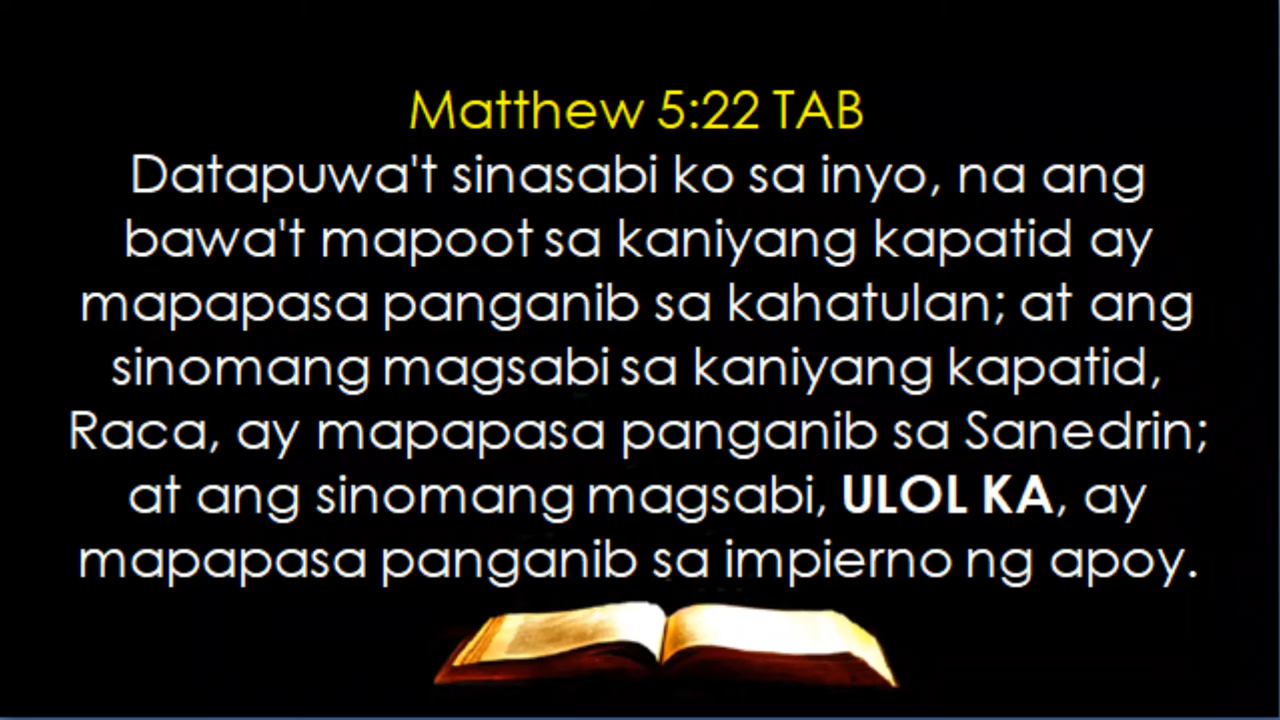 Matthew 5:22 TAB
Datapuwa't sinasabi ko sa inyo, na ang
bawa't mapoot sa kaniyang kapatid ay
mapapasa panganib sa kahatulan; at ang
sinomang magsabi sa kaniyang kapatid,
Raca, ay mapapasa panganib sa Sanedrin;
at ang sinomang magsabi, ULOL KA, ay
mapapasa panganib sa impierno ng apoy.